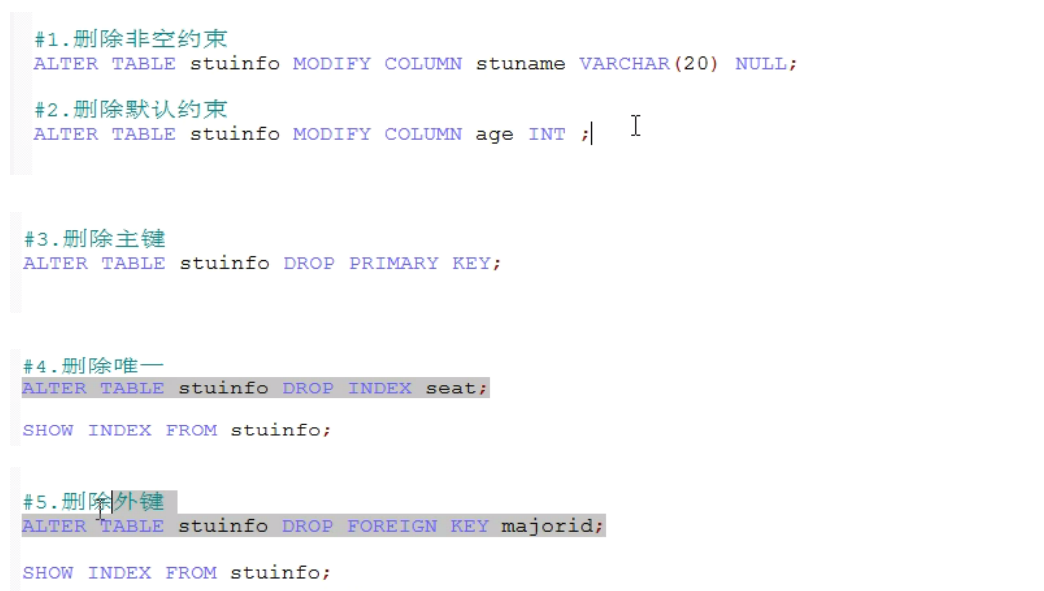 #1.删除非空约束
ALTER TABLE stuinfo MODIFY COLUMN stuname VARCHAR(20) NULL;
#2.删除默认约束
ALTER TABLE stuinfo MODIFY COLUMN age INT ;
#3.删除主键
ALTER TABLE stuinfo DROP PRIMARY KEY;
#4.删除唯一
ALTER TABLE stuinfo DROP INDEX seat;
SHOW INDEX FROM stuinfo;
#5.删除外键
ALTER TABLE stuinfo DROP FOREIGN KEY majorid;
SHOW INDEX FROM stuinfo;